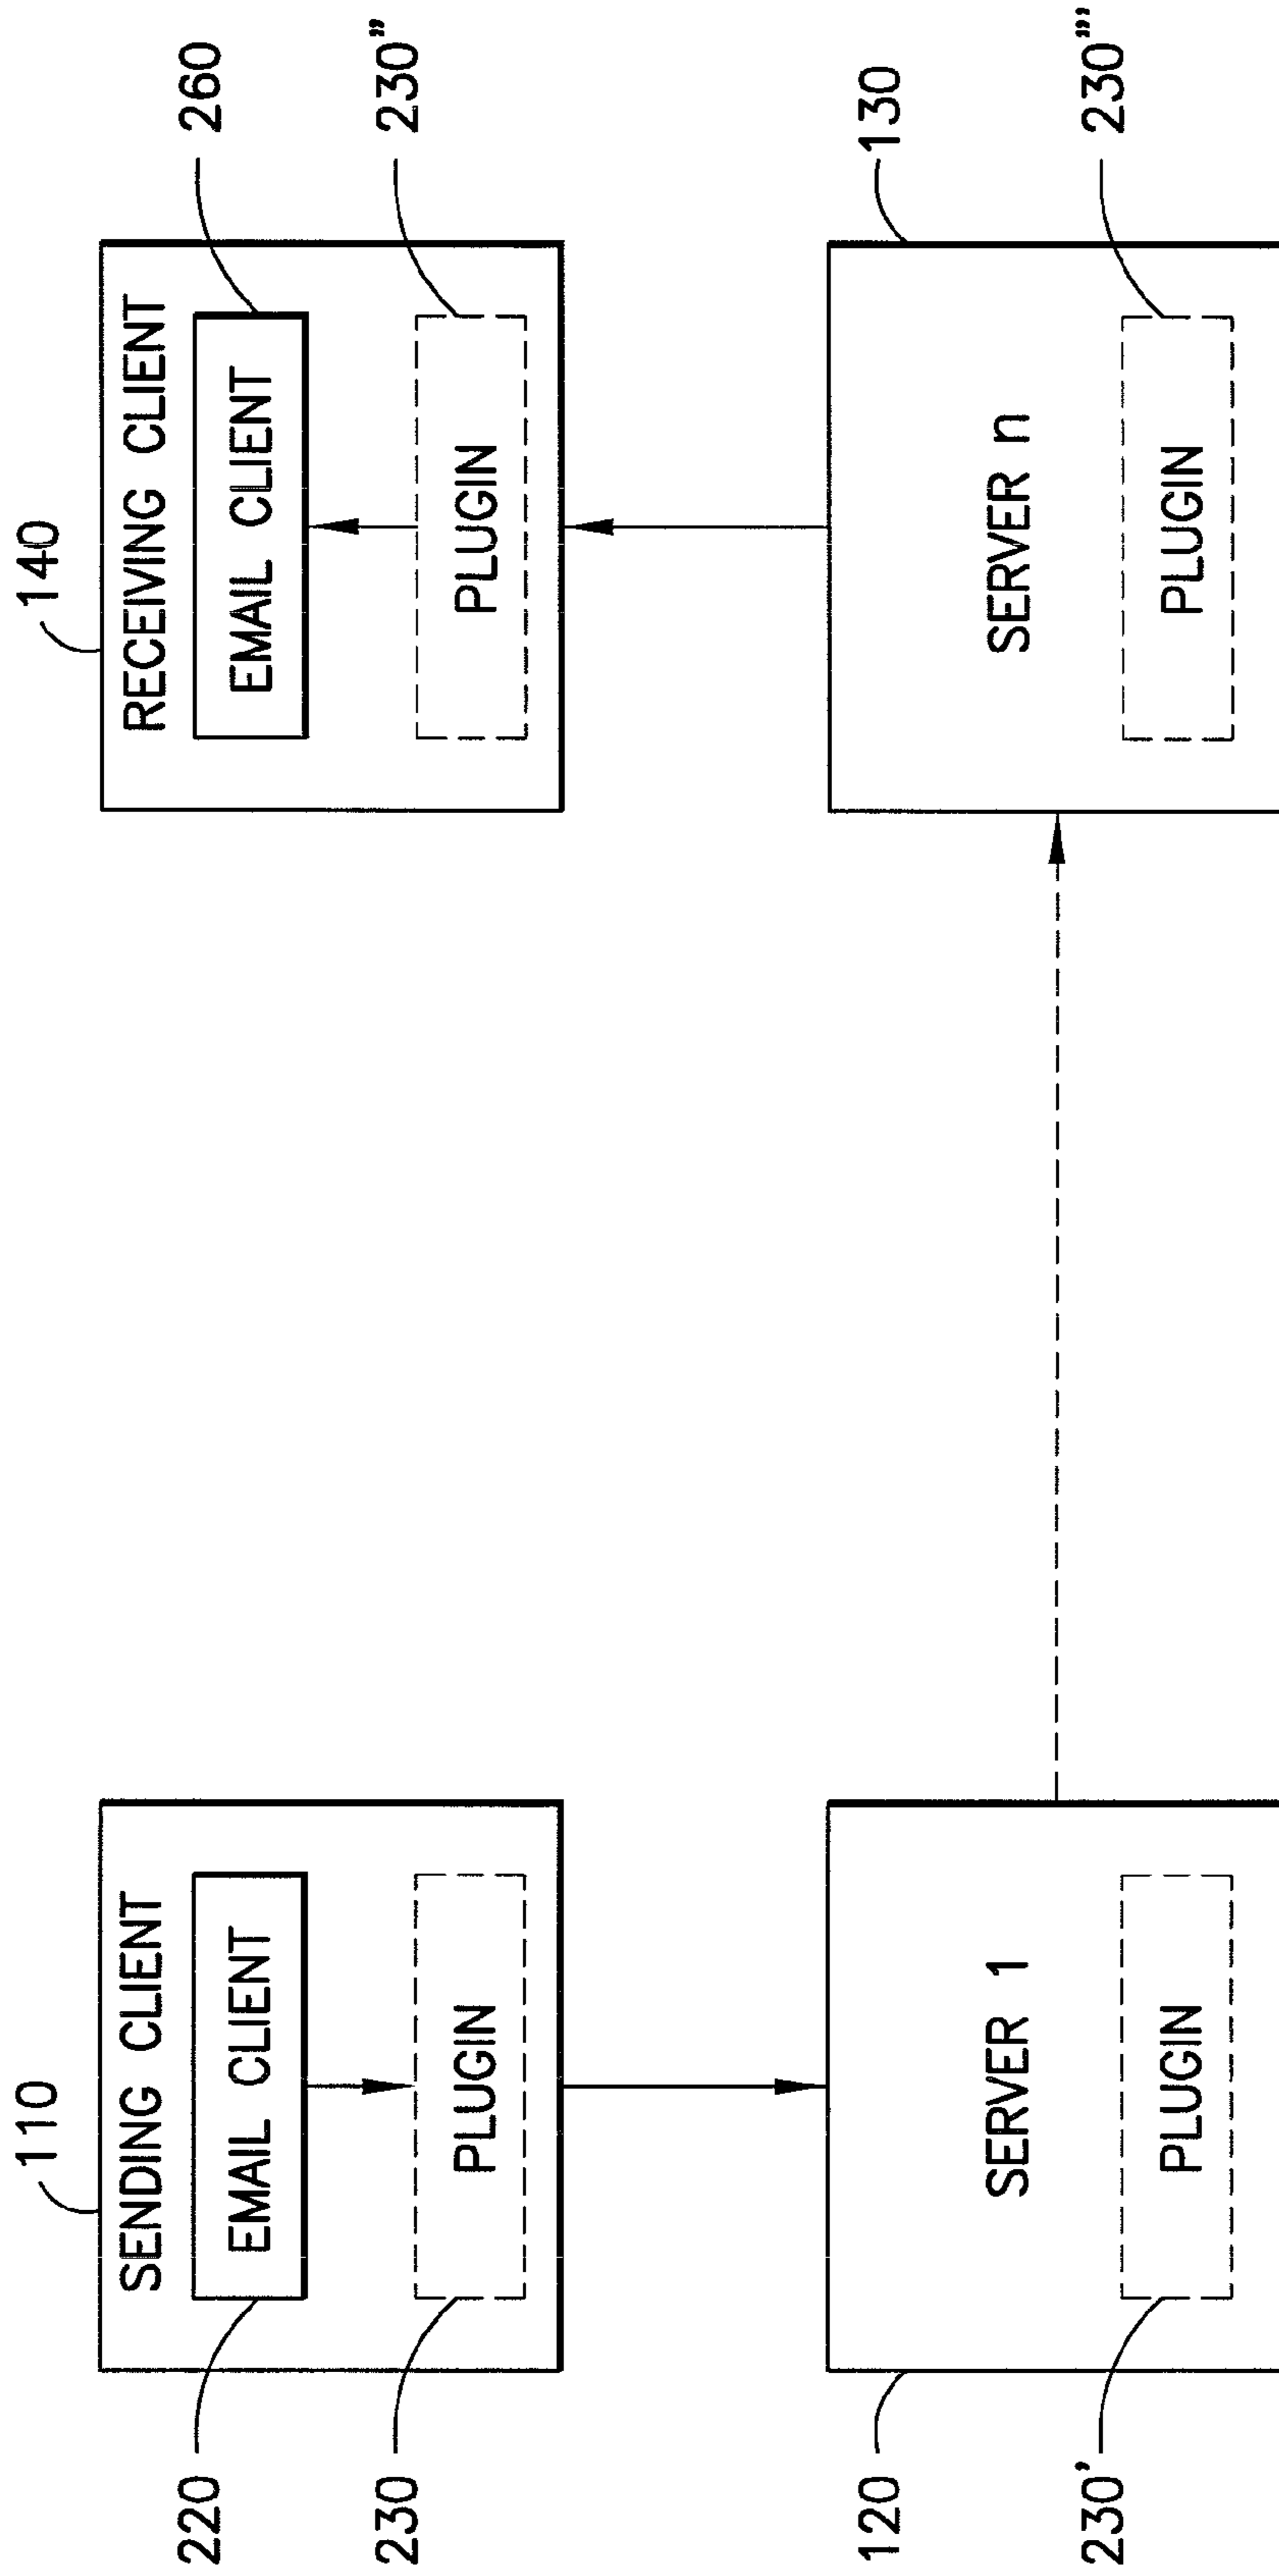 110
SENDING CLIENT
220
EMAIL CLIENT
230
PLUGIN
120
SERVER 1
230'
PLUGIN
140
RECEIVING CLIENT
EMAIL CLIENT
260
PLUGIN
230"
130
SERVER n
PLUGIN
230"'